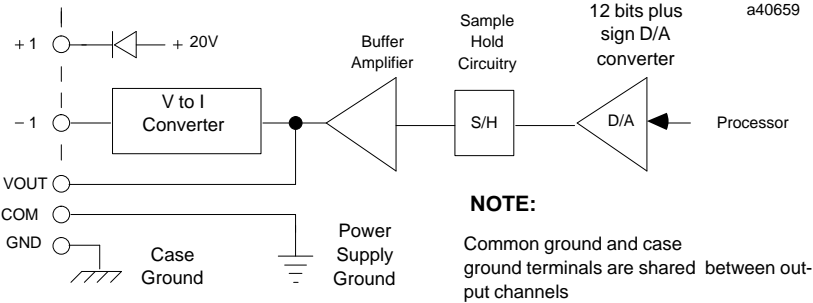 12 bits plus
sign D/A
converter
a40659
Sample
Hold
Circuitry
Buffer
Amplifier
+ 1
+ 20V
V to I
Converter
– 1
S/H
D/A
Processor
VOUT
COM
GND
Case
Ground
Power
Supply
Ground
NOTE:
Common ground and case
ground terminals are shared between out-
put channels